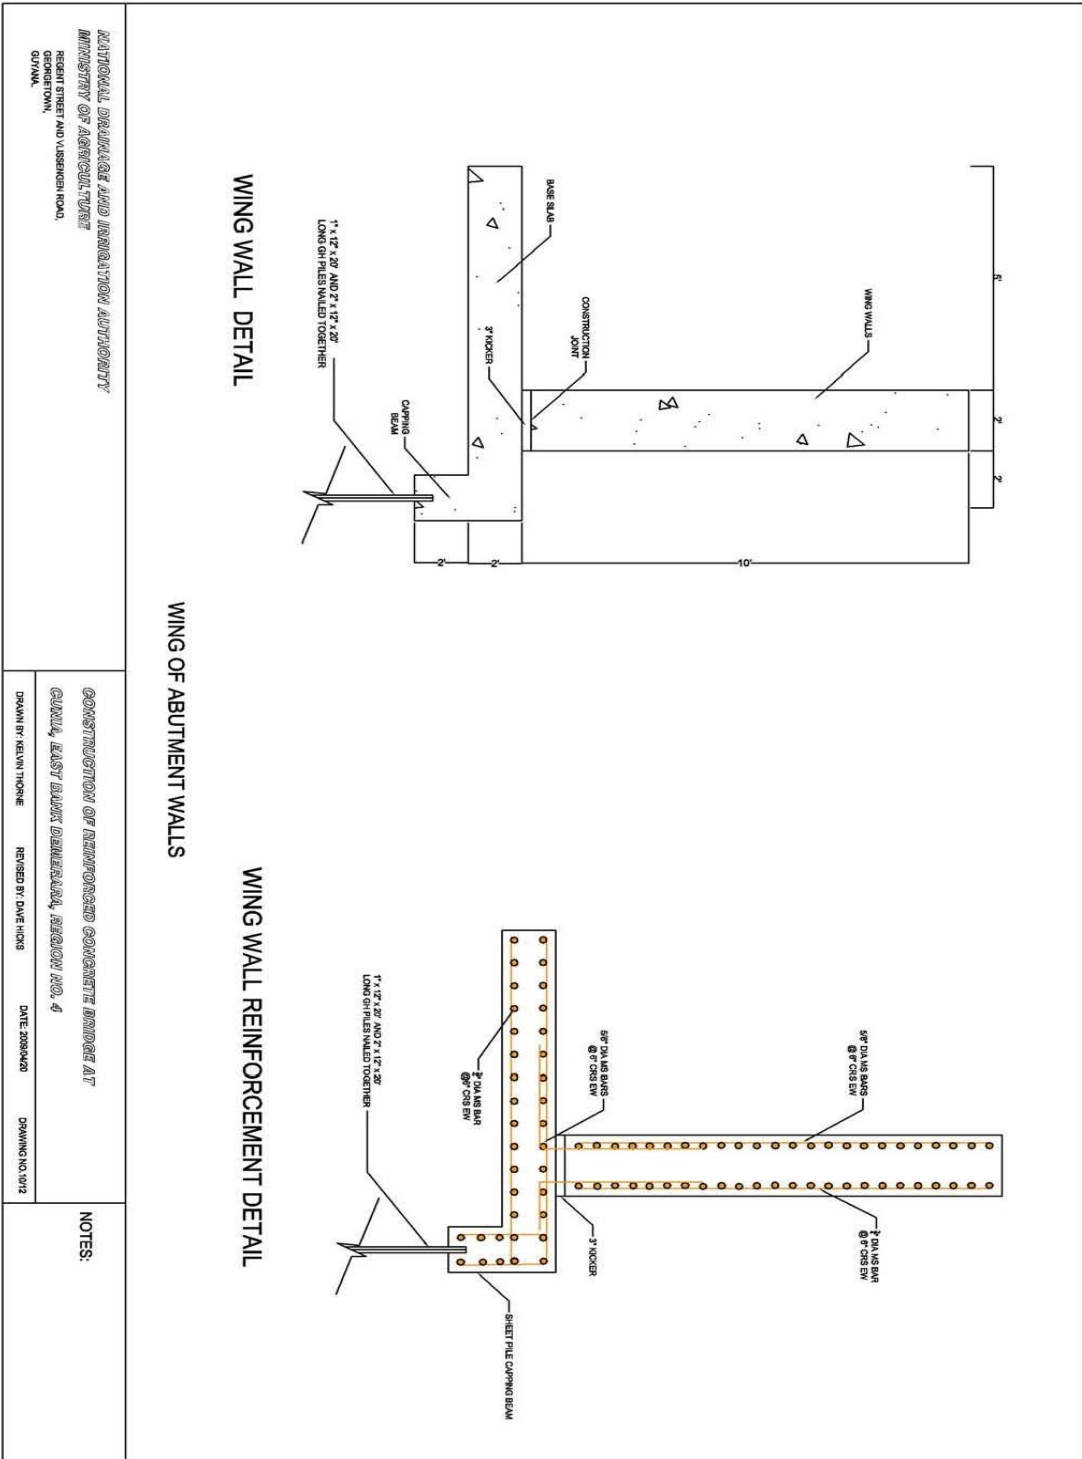 5'
2'
2'
WING WALLS
10'
CONSTRUCTION
JOINT
BASE SLAB
3" KICKER
2'
2'
CAPPING
BEAM
1" x 12" x 20' AND 2" x 12" x 20'
LONG GH PILES NAILED TOGETHER
WING WALL DETAIL
5/8" DIA MS BARS
@ 6" CRS EW
DIA MS BAR
@ 6" CRS EW
5/8" DIA MS BARS
@ 6" CRS EW
3" KICKER
DIA MS BAR
@6" CRS EW
SHEET PILE CAPPING BEAM
1" x 12" x 20' AND 2" x 12" x 20'
LONG GH PILES NAILED TOGETHER
WING WALL REINFORCEMENT DETAIL
WING OF ABUTMENT WALLS
NATIONAL DRAINAGE AND IRRIGATION AUTHORITY
MINISTRY OF AGRICULTURE
REGENT STREET AND VLISSENGEN ROAD,
GEORGETOWN,
GUYANA.
CONSTRUCTION OF REINFORCED CONCRETE BRIDGE AT
CUNIA, EAST BANK DEMERARA, REGION NO. 4
DRAWN BY: KELVIN THORNE REVISED BY: DAVE HICKS DATE: 2009/04/20 DRAWING NO.10/12
NOTES: